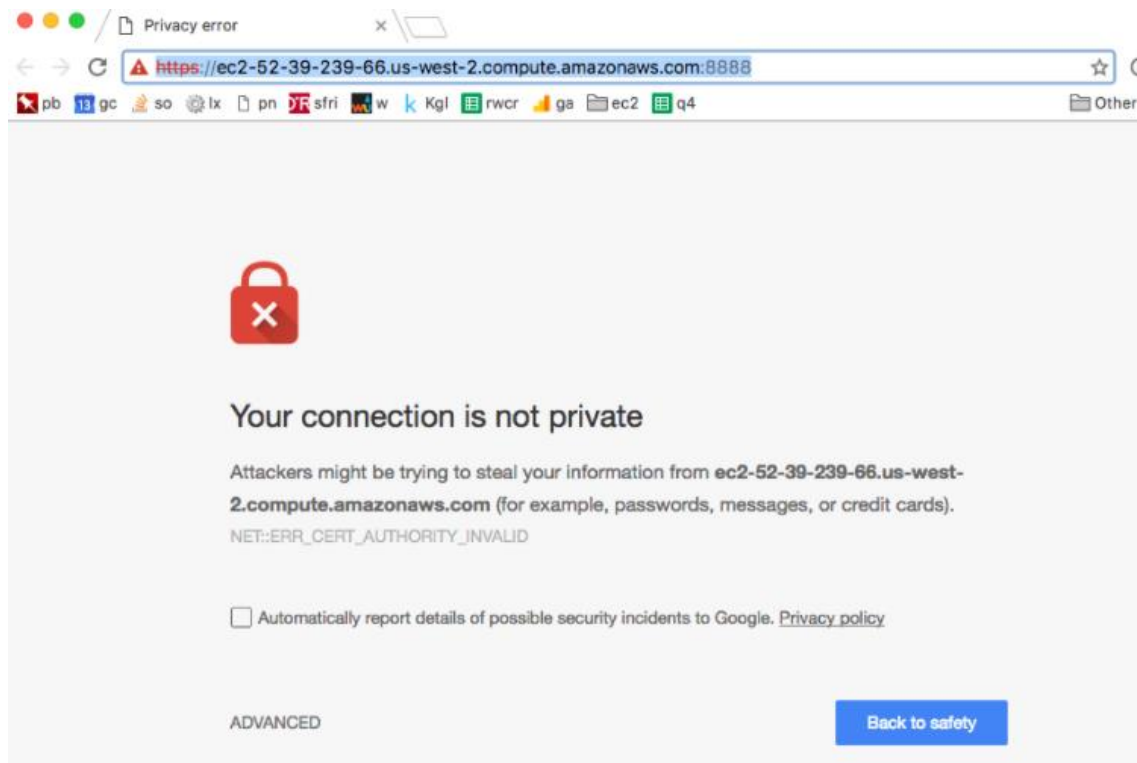 Privacy error
https://ec2-52-39-239-66.us-west-2.compute.amazonaws.com:8888
pb 13 gc so lx pn sfri w k Kgl rwcr ga ec2 q4 Other
Your connection is not private
Attackers might be trying to steal your information from ec2-52-39-239-66.us-west-
2.compute.amazonaws.com (for example, passwords, messages, or credit cards).
NET::ERR_CERT_AUTHORITY_INVALID
Automatically report details of possible security incidents to Google. Privacy policy
ADVANCED
Back to safety